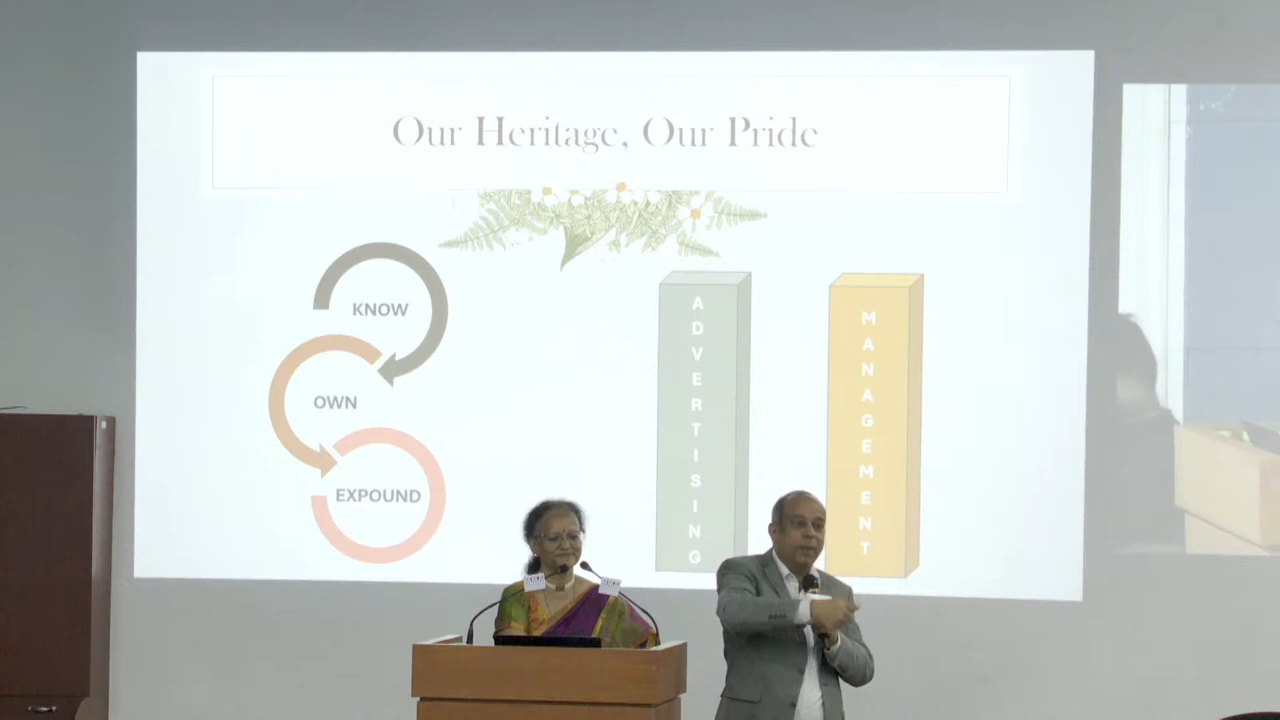 Our Heritage, Our Pride
KNOW
OWN
EXPOUND
ADVERTISING
MANAGEMENT